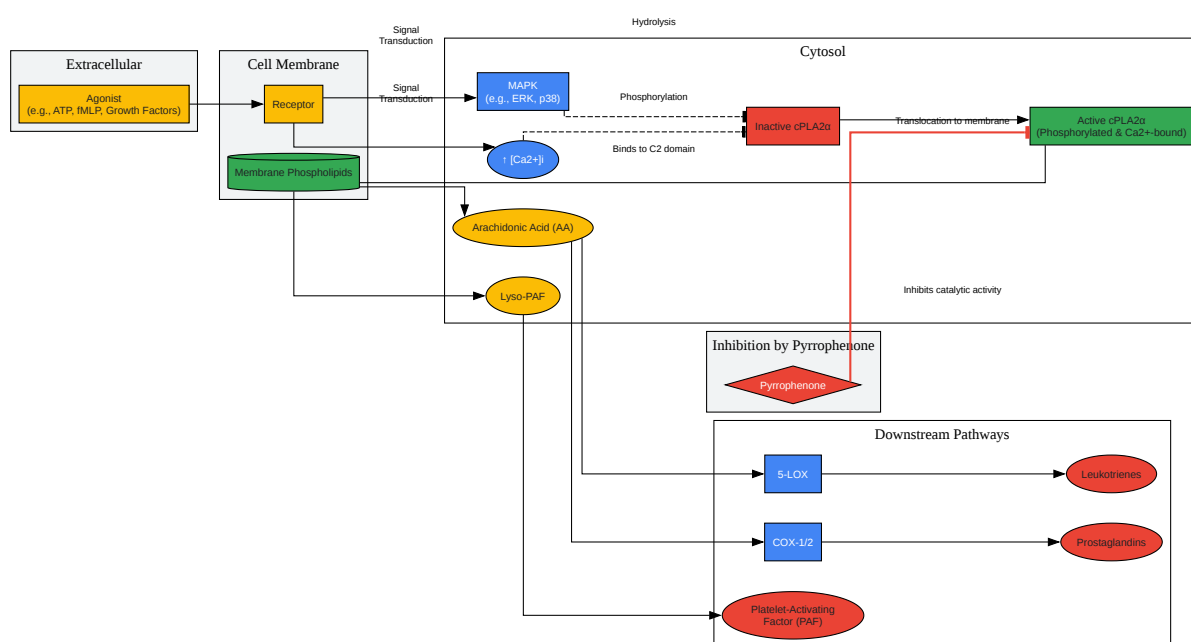 Hydrolysis
Signal
Transduction
Extracellular
Cell Membrane
Cytosol
Agonist
(e.g., ATP, fMLP, Growth Factors)
Receptor
Signal
Transduction
MAPK
(e.g., ERK, p38)
Phosphorylation
Inactive cPLA2α
Translocation to membrane
Active cPLA2α
(Phosphorylated & Ca2+-bound)
Binds to C2 domain
↑ [Ca2+]i
Membrane Phospholipids
Arachidonic Acid (AA)
Lyso-PAF
Inhibits catalytic activity
Inhibition by Pyrrophenone
Pyrrophenone
Downstream Pathways
5-LOX
Leukotrienes
COX-1/2
Prostaglandins
Platelet-Activating
Factor (PAF)